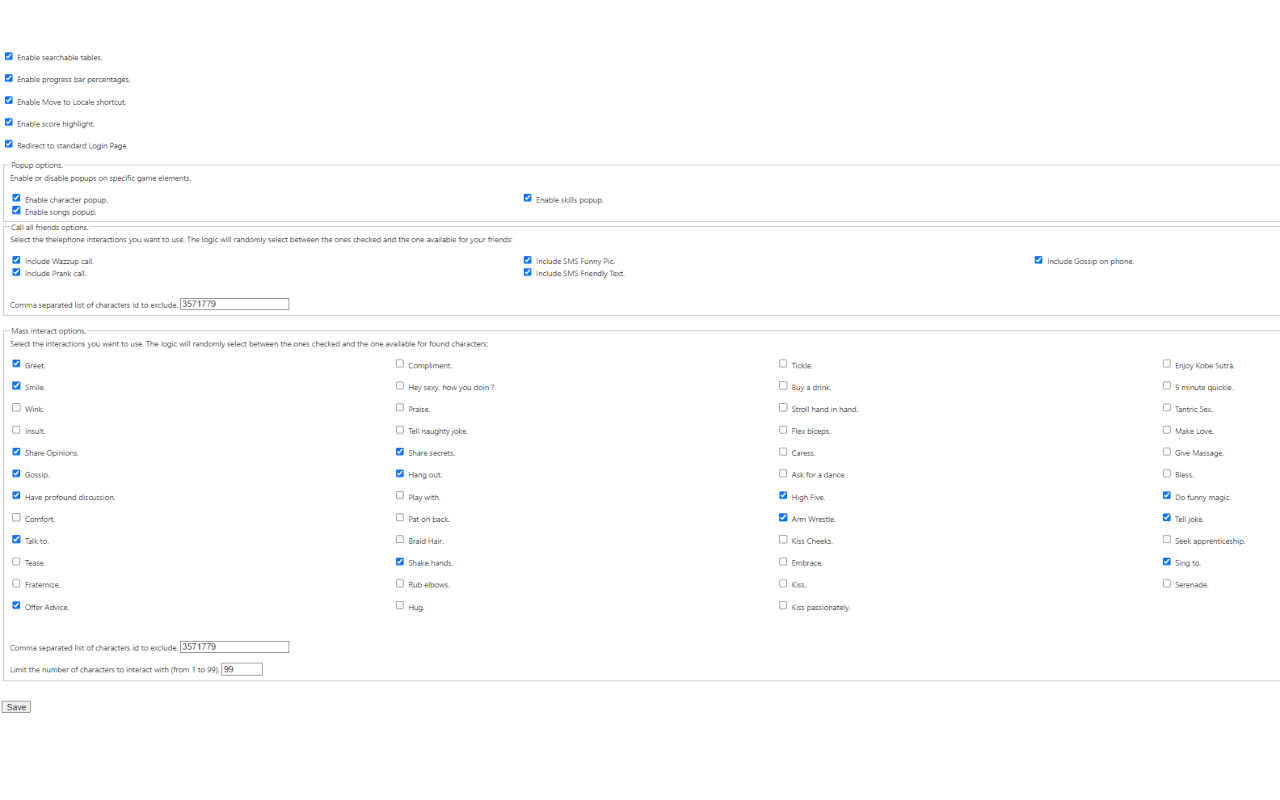 Enable searchable tables.
Enable progress bar percentages.
Enable Move to Locale shortcut.
Enable score highlight.
Redirect to standard Login Page.
Popup options.
Enable or disable popups on specific game elements.
Enable character popup. Enable skills popup.
Enable songs popup.
Call all friends options.
Select the thelephone interactions you want to use. The logic will randomly select between the ones checked and the one available for your friends:
Include Wazzup call. Include SMS Funny Pic. Include Gossip on phone.
Include Prank call. Include SMS Friendly Text.
Comma separated list of characters id to exclude. 3571779
Mass interact options.
Select the interactions you want to use. The logic will randomly select between the ones checked and the one available for found characters:
Greet. Compliment. Tickle. Enjoy Kobe Sutra.
Smile. Hey sexy, how you doin'? Buy a drink. 5 minute quickie.
Wink. Praise. Stroll hand in hand. Tantric Sex.
Insult. Tell naughty joke. Flex biceps. Make Love.
Share Opinions. Share secrets. Caress. Give Massage.
Gossip. Hang out. Ask for a dance. Bless.
Have profound discussion. Play with. High Five. Do funny magic.
Comfort. Pat on back. Arm Wrestle. Tell joke.
Talk to. Braid Hair. Kiss Cheeks. Seek apprenticeship.
Tease. Shake hands. Embrace. Sing to.
Fraternize. Rub elbows. Kiss. Serenade.
Offer Advice. Hug. Kiss passionately.
Comma separated list of characters id to exclude. 3571779
Limit the number of characters to interact with (from 1 to 99). 99
Save